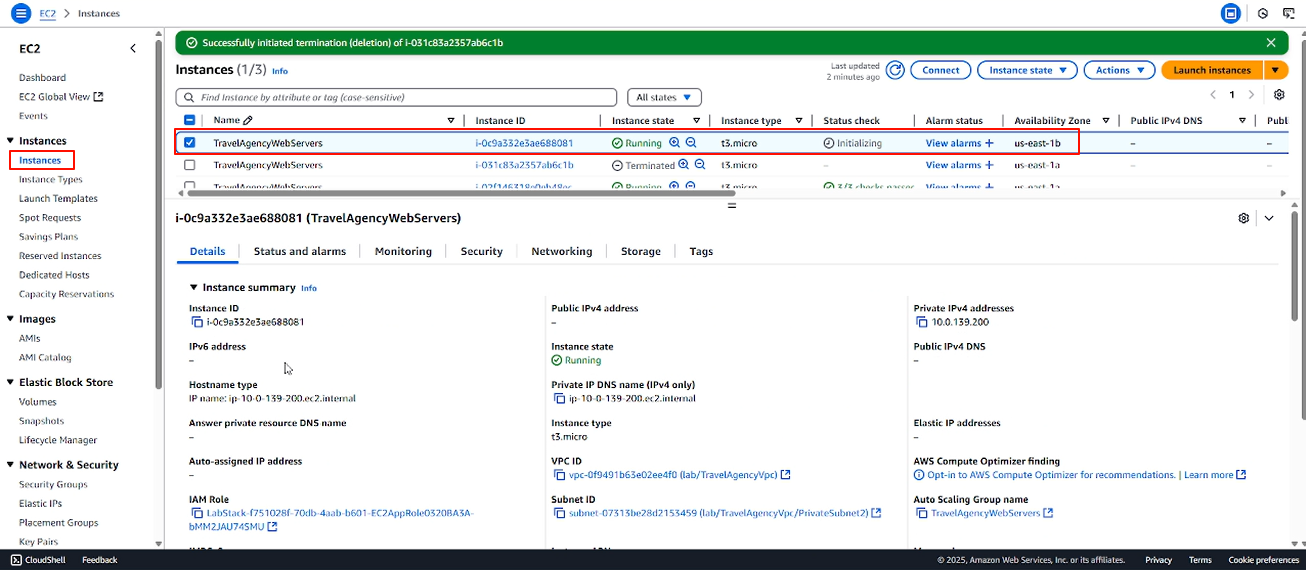 EC2 > Instances
EC2
Dashboard
EC2 Global View
Events
Instances
Instances
Instance Types
Launch Templates
Spot Requests
Savings Plans
Reserved Instances
Dedicated Hosts
Capacity Reservations
Images
AMIs
AMI Catalog
Elastic Block Store
Volumes
Snapshots
Lifecycle Manager
Network & Security
Security Groups
Elastic IPs
Placement Groups
Key Pairs
Successfully initiated termination (deletion) of i-031c83a2357ab6c1b
Instances (1/3) Info
Last updated
2 minutes ago
Connect
Instance state
Actions
Launch instances
Find Instance by attribute or tag (case-sensitive)
All states
1
Name Instance ID Instance state Instance type Status check Alarm status Availability Zone Public IPv4 DNS Publ
TravelAgencyWebServers i-0c9a332e3ae688081 Running t3.micro Initializing View alarms + us-east-1b – –
TravelAgencyWebServers i-031c83a2357ab6c1b Terminated t3.micro – View alarms + us-east-1a – –
TravelAgencyWebServers Running t3.micro 3/3 checks passed View alarms + us-east-1a
i-0c9a332e3ae688081 (TravelAgencyWebServers)
Details
Status and alarms
Monitoring
Security
Networking
Storage
Tags
Instance summary Info
Instance ID
i-0c9a332e3ae688081
Public IPv4 address
–
Private IPv4 addresses
10.0.139.200
IPv6 address
–
Instance state
Running
Public IPv4 DNS
–
Hostname type
IP name: ip-10-0-139-200.ec2.internal
Private IP DNS name (IPv4 only)
ip-10-0-139-200.ec2.internal
Answer private resource DNS name
–
Instance type
t3.micro
Elastic IP addresses
–
Auto-assigned IP address
–
VPC ID
vpc-0f9491b63e02ee4f0 (lab/TravelAgencyVpc)
AWS Compute Optimizer finding
Opt-in to AWS Compute Optimizer for recommendations. | Learn more
IAM Role
LabStack-f751028f-70db-4aab-b601-EC2AppRole0320BA3A-
bMM2JAU74SMU
Subnet ID
subnet-07313be28d2153459 (lab/TravelAgencyVpc/PrivateSubnet2)
Auto Scaling Group name
TravelAgencyWebServers
CloudShell
Feedback
© 2025, Amazon Web Services, Inc. or its affiliates.
Privacy
Terms
Cookie preferences